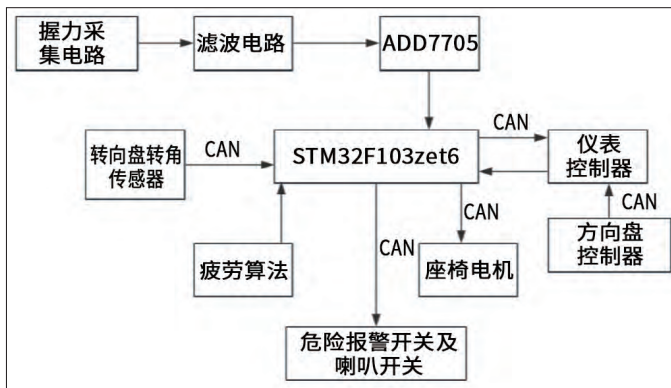 握力采
集电路
滤波电路
ADD7705
转向盘转角
传感器
CAN
STM32F103zet6
CAN
仪表
控制器
CAN
方向盘
控制器
疲劳算法
CAN
CAN
座椅电机
危险报警开关及
喇叭开关